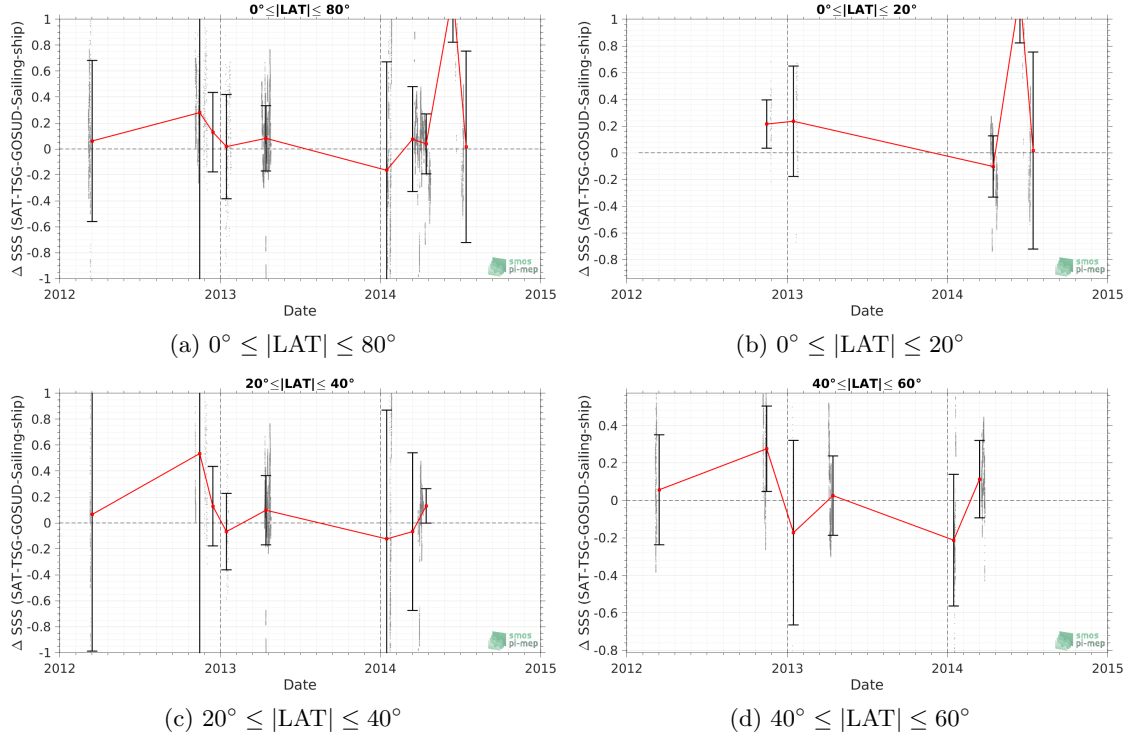 0°≤|LAT|≤ 80°
Δ SSS (SAT-TSG-GOSUD-Sailing-ship)
1
0.8
0.6
0.4
0.2
0
-0.2
-0.4
-0.6
-0.8
-1
2012
2013
2014
2015
Date
smos
pi-mep
(a) 0° ≤ |LAT| ≤ 80°
0°≤|LAT|≤ 20°
Δ SSS (SAT-TSG-GOSUD-Sailing-ship)
1
0.8
0.6
0.4
0.2
0
-0.2
-0.4
-0.6
-0.8
2012
2013
2014
2015
Date
smos
pi-mep
(b) 0° ≤ |LAT| ≤ 20°
20°≤|LAT|≤ 40°
Δ SSS (SAT-TSG-GOSUD-Sailing-ship)
1
0.8
0.6
0.4
0.2
0
-0.2
-0.4
-0.6
-0.8
-1
2012
2013
2014
2015
Date
smos
pi-mep
(c) 20° ≤ |LAT| ≤ 40°
40°≤|LAT|≤ 60°
Δ SSS (SAT-TSG-GOSUD-Sailing-ship)
0.4
0.2
0
-0.2
-0.4
-0.6
-0.8
2012
2013
2014
2015
Date
smos
pi-mep
(d) 40° ≤ |LAT| ≤ 60°